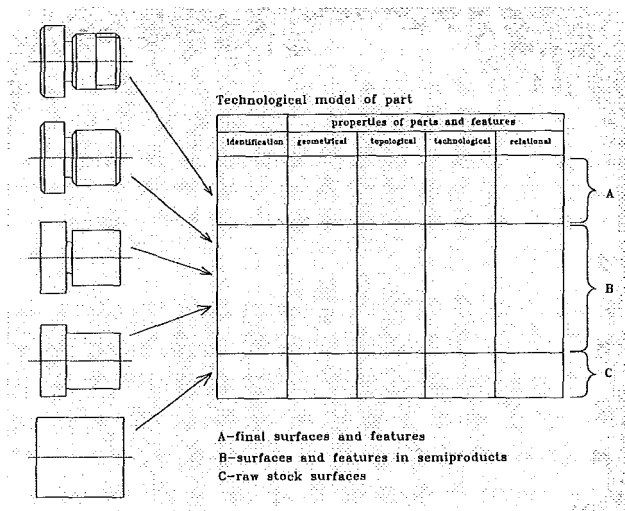 Technological model of part
properties of parts and features
identification geometrical topological technological relational
A
B
C
A-final surfaces and features
B-surfaces and features in semiproducts
C-raw stock surfaces